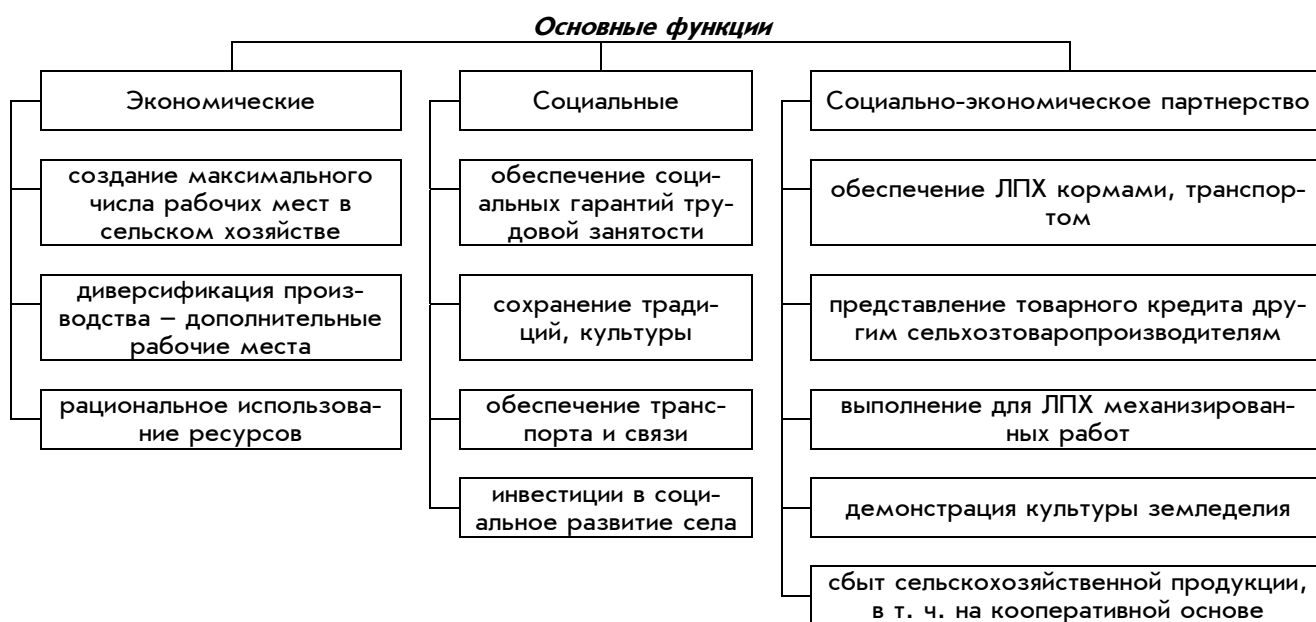 Основные функции
Экономические
создание максимального
числа рабочих мест в
сельском хозяйстве
диверсификация произ-
водства – дополнительные
рабочие места
рациональное использова-
ние ресурсов
Социальные
обеспечение соци-
альных гарантий тру-
довой занятости
сохранение тради-
ций, культуры
обеспечение транс-
порта и связи
инвестиции в соци-
альное развитие села
Социально-экономическое партнерство
обеспечение ЛПХ кормами, транспор-
том
представление товарного кредита дру-
гим сельхозтоваропроизводителям
выполнение для ЛПХ механизирован-
ных работ
демонстрация культуры земледелия
сбыт сельскохозяйственной продукции,
в т. ч. на кооперативной основе